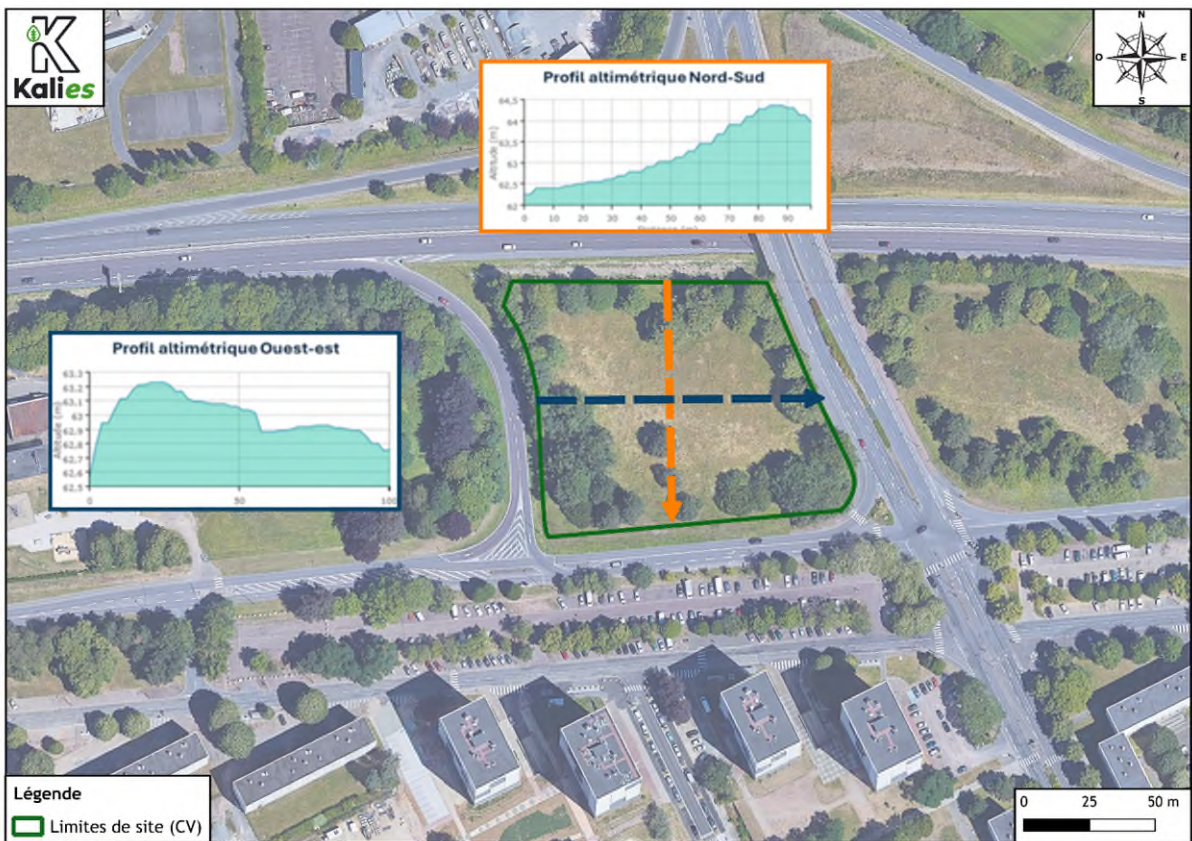 Kalies
N
O
E
S
Profil altimétrique Nord-Sud
Altitude (m)
64,5
64
63,5
63
62,5
62
0 10 20 30 40 50 60 70 80 90
Distance (m)
Profil altimétrique Ouest-est
Altitude (m)
63,3
63,2
63,1
63
62,9
62,8
62,7
62,6
62,5
0 50 100
Légende
Limites de site (CV)
0 25 50 m